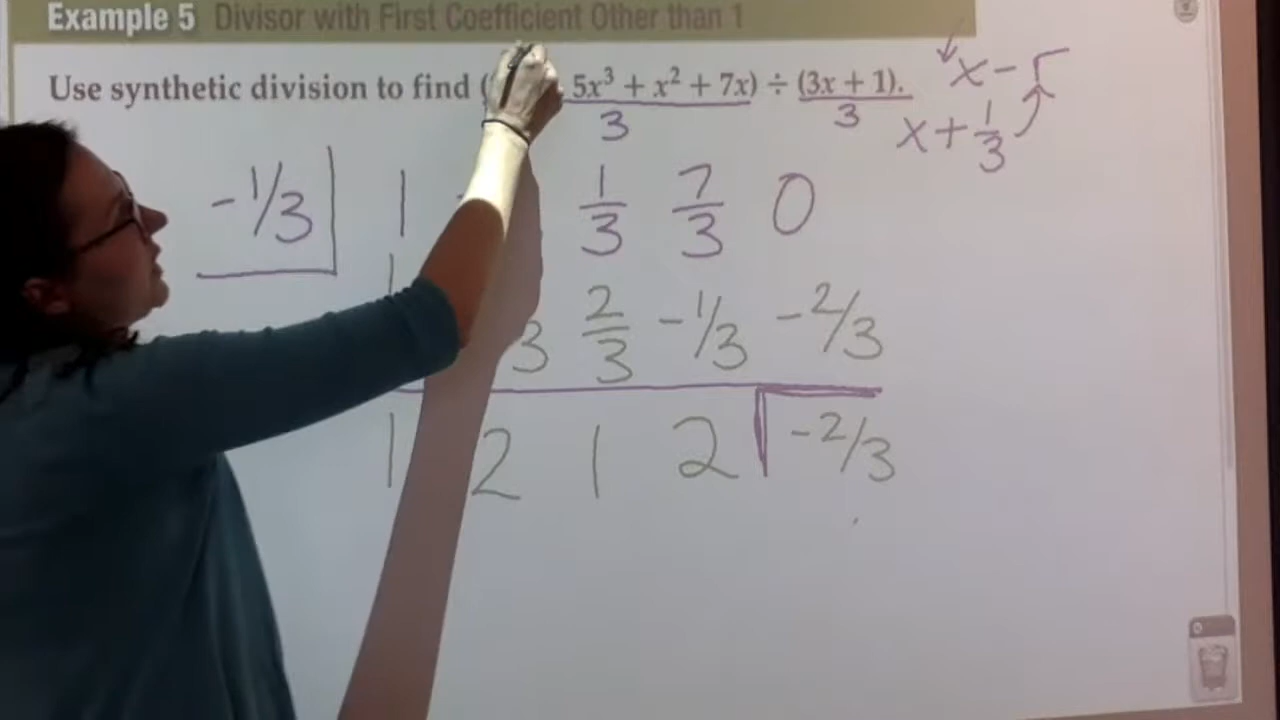 Example 5 Divisor with First Coefficient Other than 1
Use synthetic division to find ( 5x³ + x² + 7x) ÷ (3x + 1).
x - r
3 3
x + 1/3
-1/3 1 1/3 7/3 0
3 2/3 -1/3 -2/3
1 2 1 2 -2/3